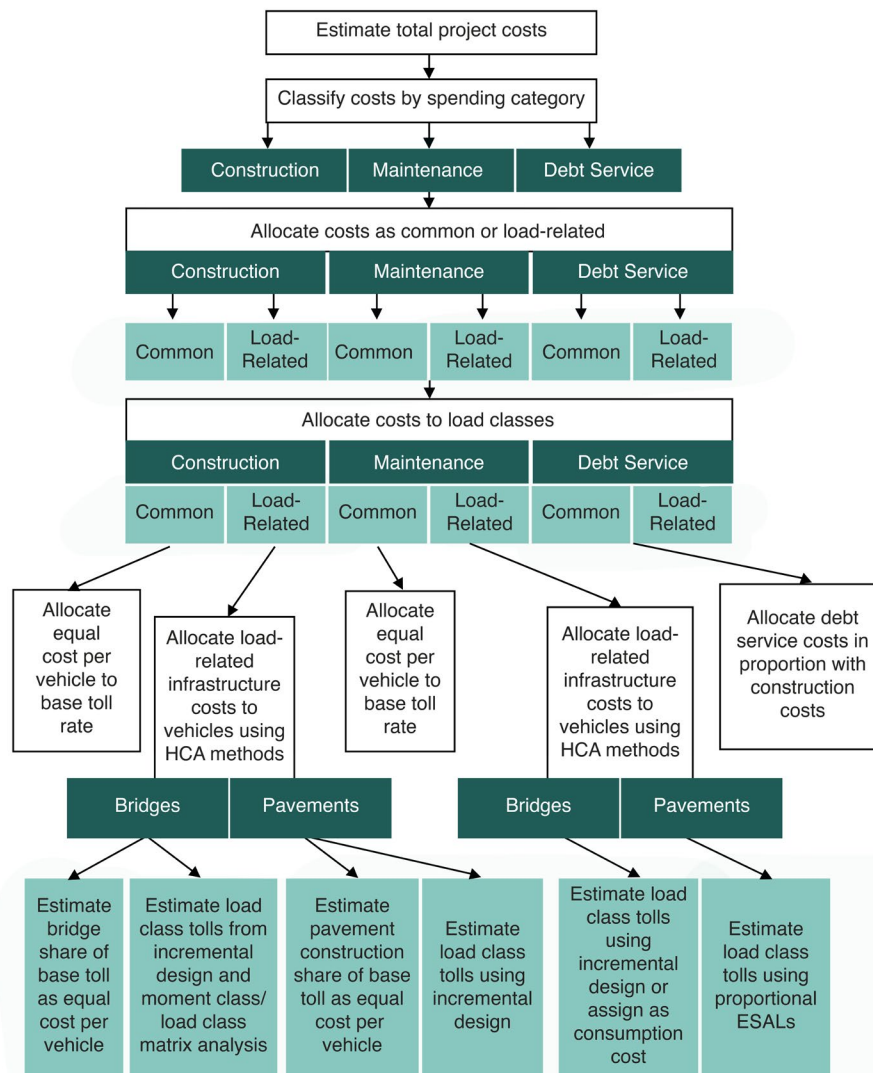 Estimate total project costs
Classify costs by spending category
Construction
Maintenance
Debt Service
Allocate costs as common or load-related
Construction
Maintenance
Debt Service
Common
Load-
Related
Common
Load-
Related
Common
Load-
Related
Allocate costs to load classes
Construction
Maintenance
Debt Service
Common
Load-
Related
Common
Load-
Related
Common
Load-
Related
Allocate
equal
cost per
vehicle to
base toll
rate
Allocate load-
related
infrastructure
costs to
vehicles using
HCA methods
Allocate
equal
cost per
vehicle to
base toll
rate
Allocate load-
related
infrastructure
costs to
vehicles using
HCA methods
Allocate debt
service costs in
proportion with
construction
costs
Bridges
Pavements
Bridges
Pavements
Estimate
bridge
share of
base toll
as equal
cost per
vehicle
Estimate load
class tolls from
incremental
design and
moment class/
load class
matrix analysis
Estimate
pavement
construction
share of base
toll as equal
cost per
vehicle
Estimate
load class
tolls using
incremental
design
Estimate load
class tolls
using
incremental
design or
assign as
consumption
cost
Estimate
load class
tolls using
proportional
ESALs